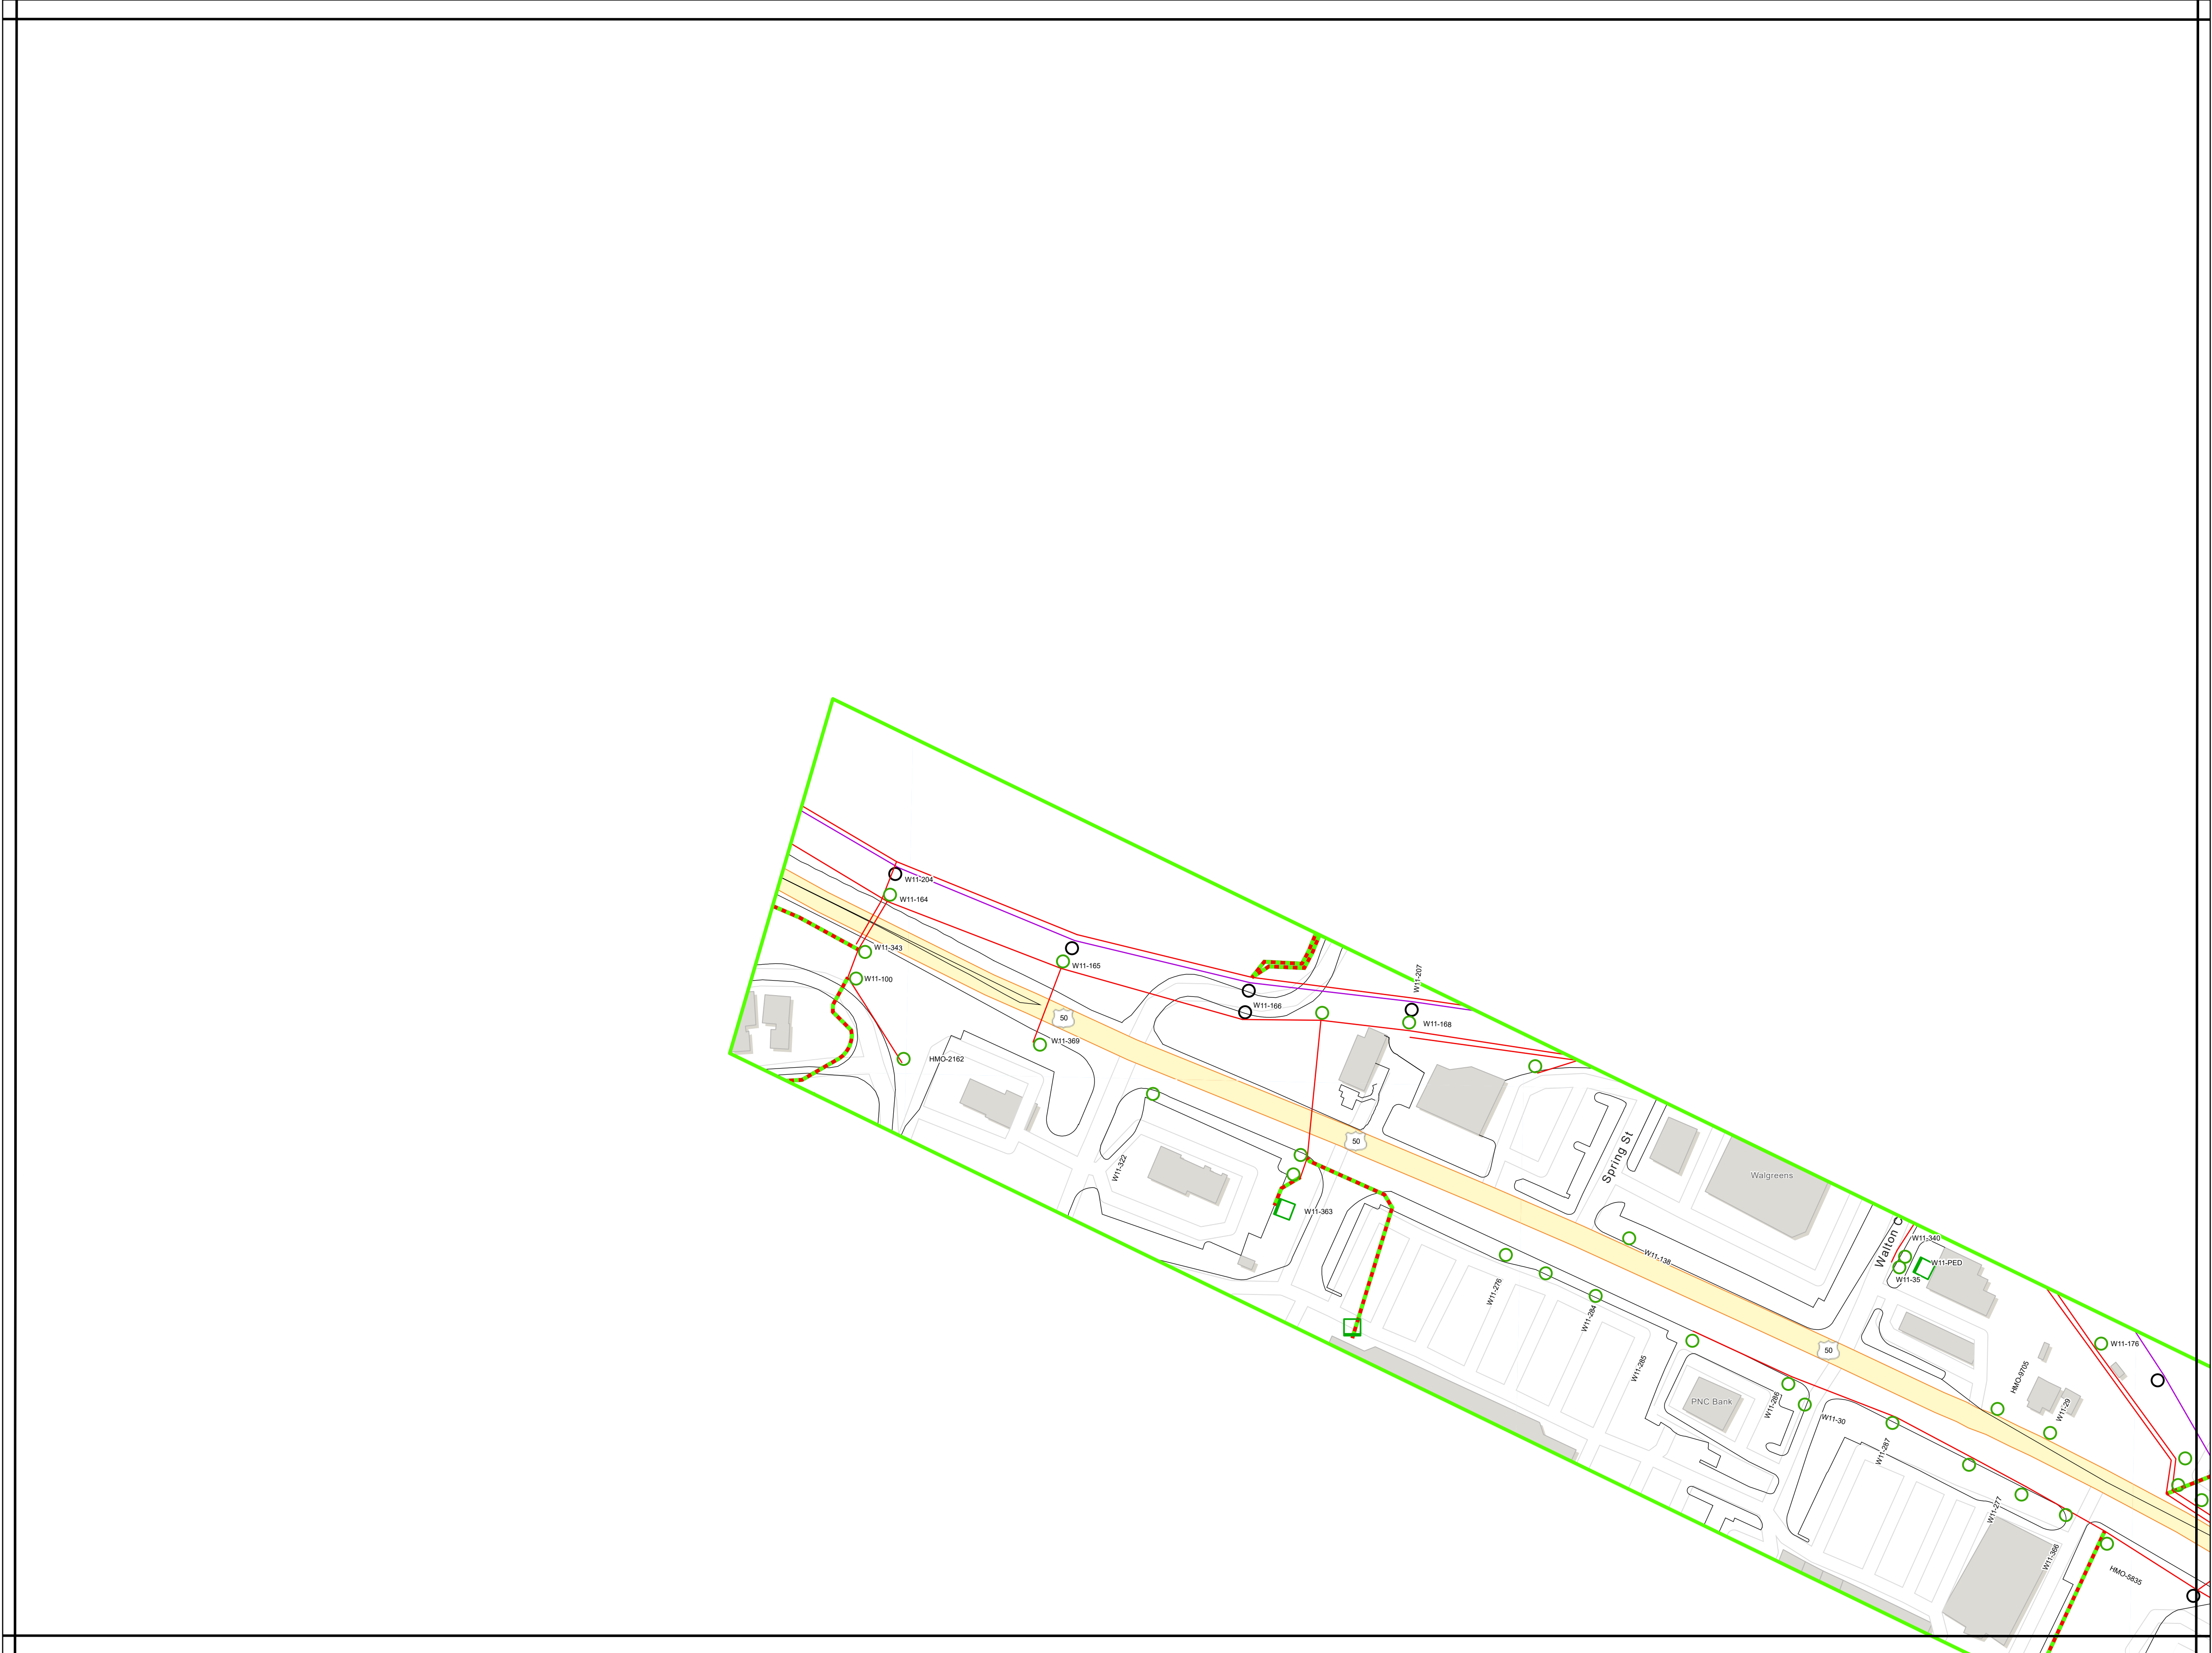 W11-204
W11-164
W11-343
W11-165
W11-100
W11-207
W11-166
50
W11-168
W11-369
HMO-2162
50
Spring St
W11-322
Walgreens
W11-363
Walton C
W11-340
W11-138
W11-PED
W11-35
W11-276
W11-284
50
W11-176
W11-285
HMO-9705
PNC Bank
W11-286
W11-29
W11-30
W11-287
W11-277
W11-366
HMO-5835